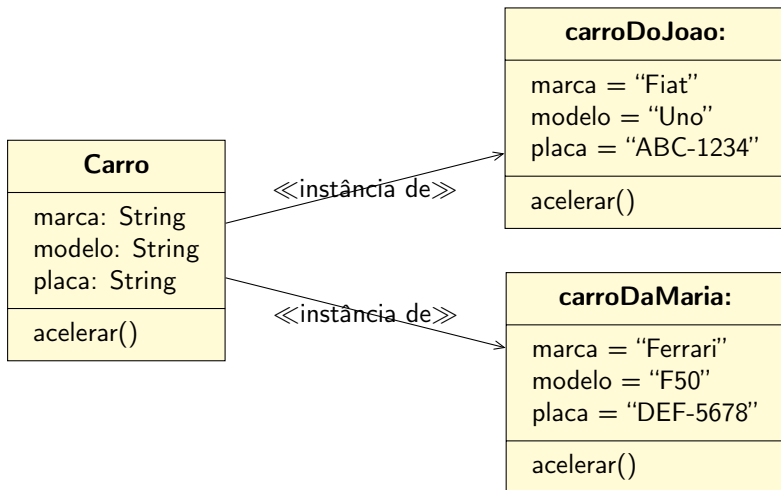 Carro
marca: String
modelo: String
placa: String
acelerar()
≪instância de≫
≪instância de≫
carroDoJoao:
marca = “Fiat”
modelo = “Uno”
placa = “ABC-1234”
acelerar()
carroDaMaria:
marca = “Ferrari”
modelo = “F50”
placa = “DEF-5678”
acelerar()